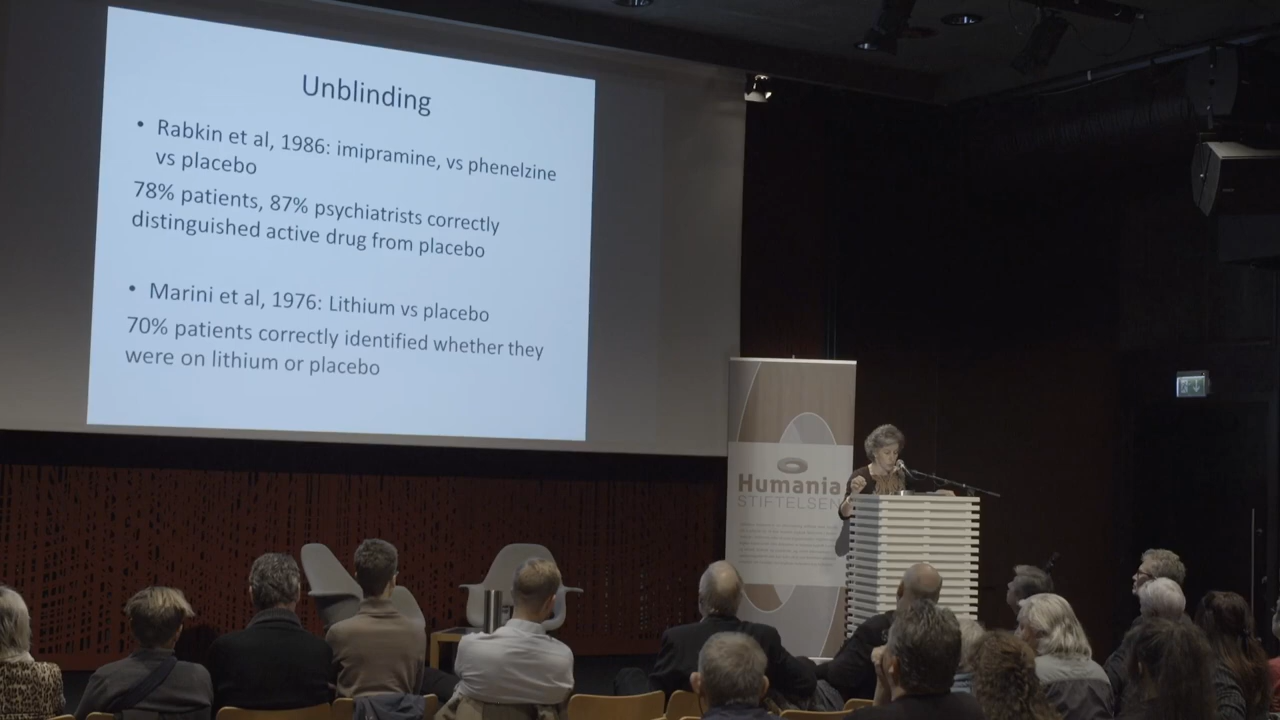 Unblinding
• Rabkin et al, 1986: imipramine, vs phenelzine
vs placebo
78% patients, 87% psychiatrists correctly
distinguished active drug from placebo
• Marini et al, 1976: Lithium vs placebo
70% patients correctly identified whether they
were on lithium or placebo
Humania
STIFTELSEN